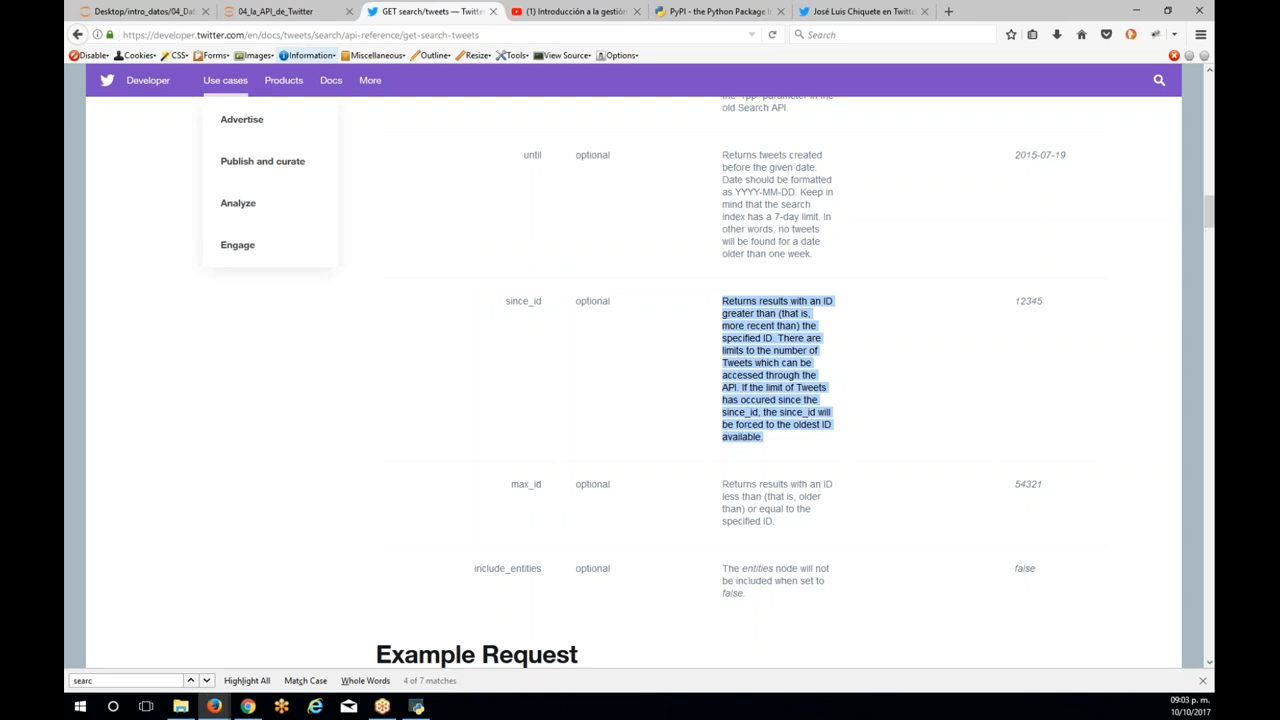 Desktop/intro_datos/04_Dat
04_la_API_de_Twitter
GET search/tweets — Twitte
(1) Introducción a la gestión
PyPI - the Python Package In
José Luis Chiquete en Twitte
https://developer.twitter.com/en/docs/tweets/search/api-reference/get-search-tweets
Search
Disable Cookies CSS Forms Images Information Miscellaneous Outline Resize Tools View Source Options
Developer Use cases Products Docs More
Advertise
Publish and curate
Analyze
Engage
the "rpp" parameter in the
old Search API.
until optional Returns tweets created 2015-07-19
before the given date.
Date should be formatted
as YYYY-MM-DD. Keep in
mind that the search
index has a 7-day limit. In
other words, no tweets
will be found for a date
older than one week.
since_id optional Returns results with an ID 12345
greater than (that is,
more recent than) the
specified ID. There are
limits to the number of
Tweets which can be
accessed through the
API. If the limit of Tweets
has occured since the
since_id, the since_id will
be forced to the oldest ID
available.
max_id optional Returns results with an ID 54321
less than (that is, older
than) or equal to the
specified ID.
include_entities optional The entities node will not false
be included when set to
false.
Example Request
searc Highlight All Match Case Whole Words 4 of 7 matches
09:03 p. m.
10/10/2017